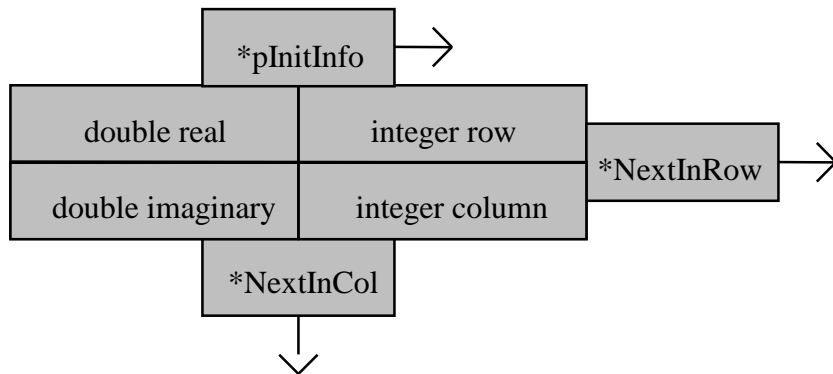 *pInitInfo
double real
integer row
*NextInRow
double imaginary
integer column
*NextInCol